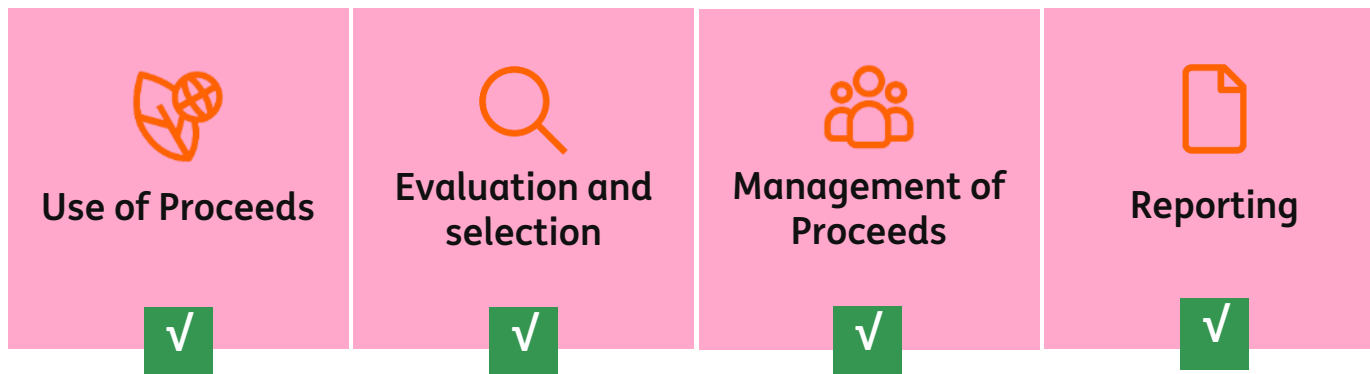 Use of Proceeds
Evaluation and
selection
Management of
Proceeds
Reporting
√
√
√
√